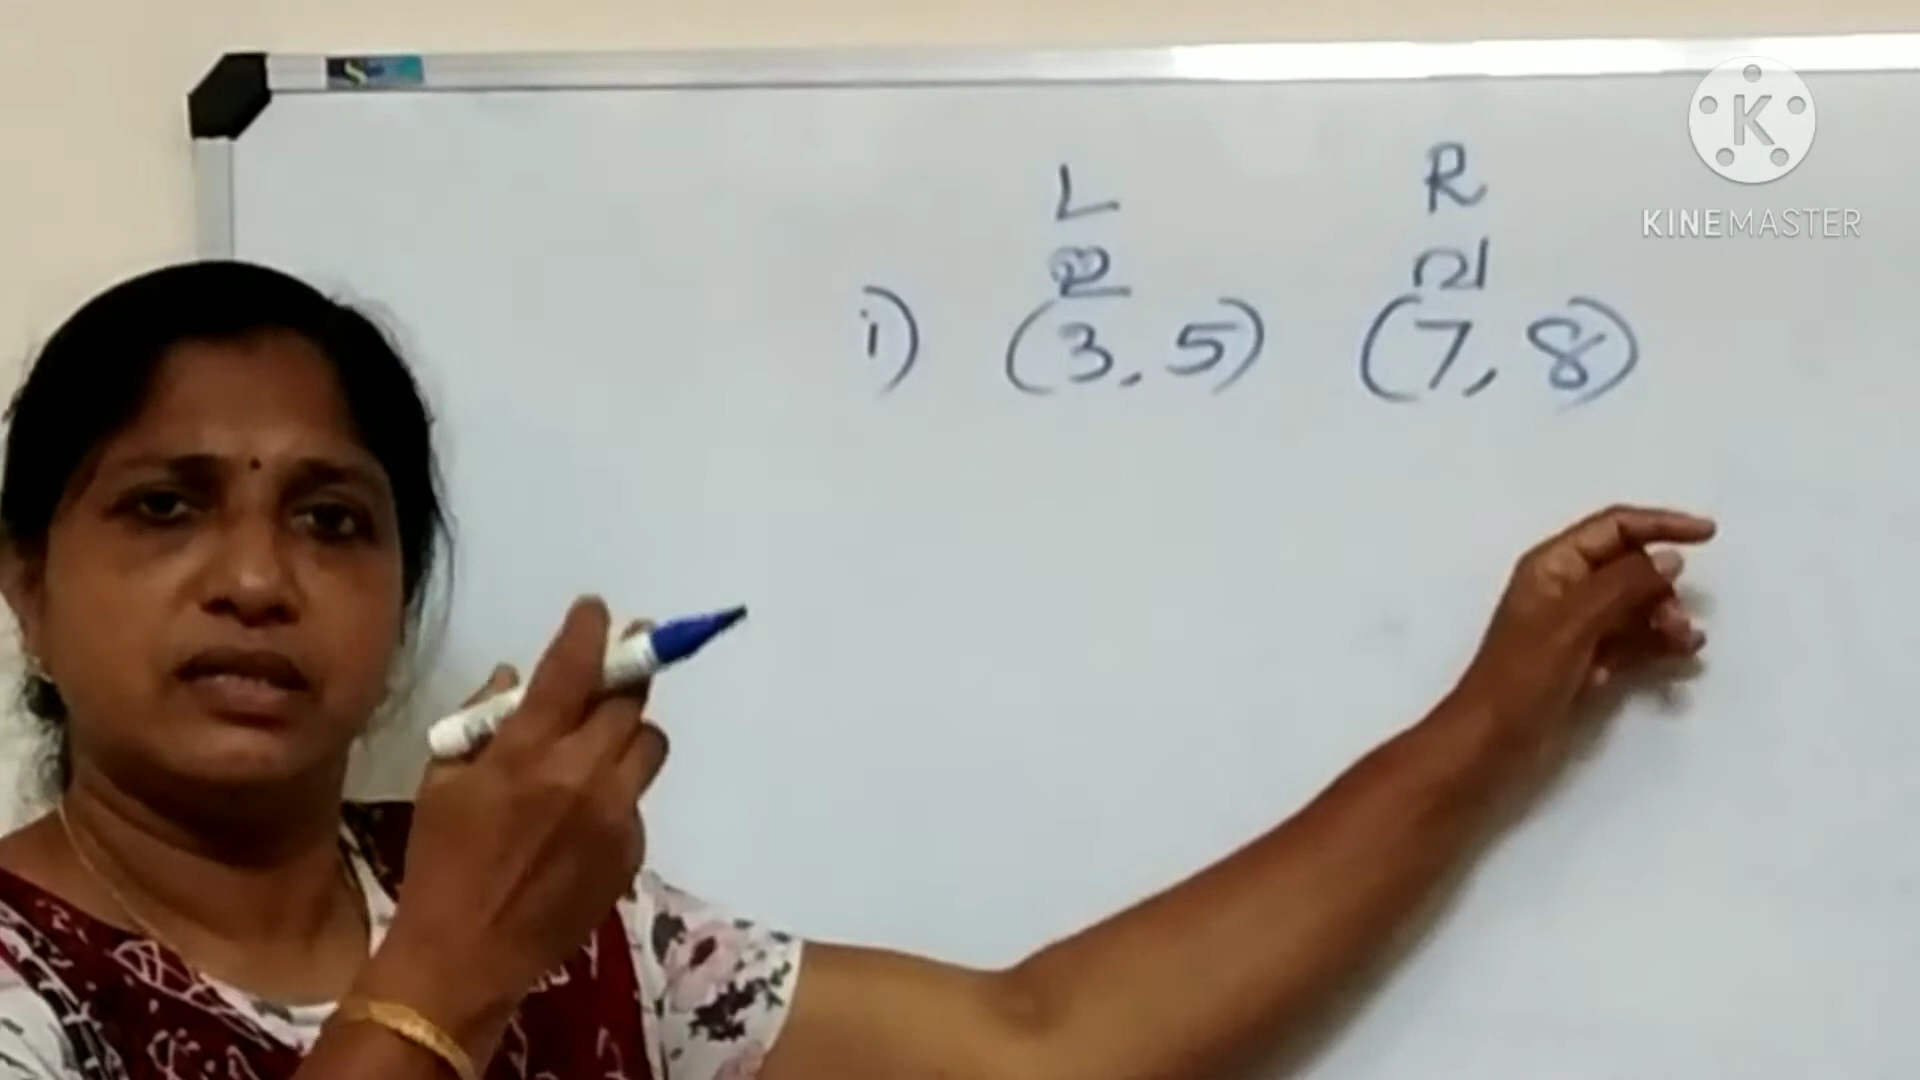 L R
ഇ വ
i) (3, 5) (7, 8)
K
KINEMASTER